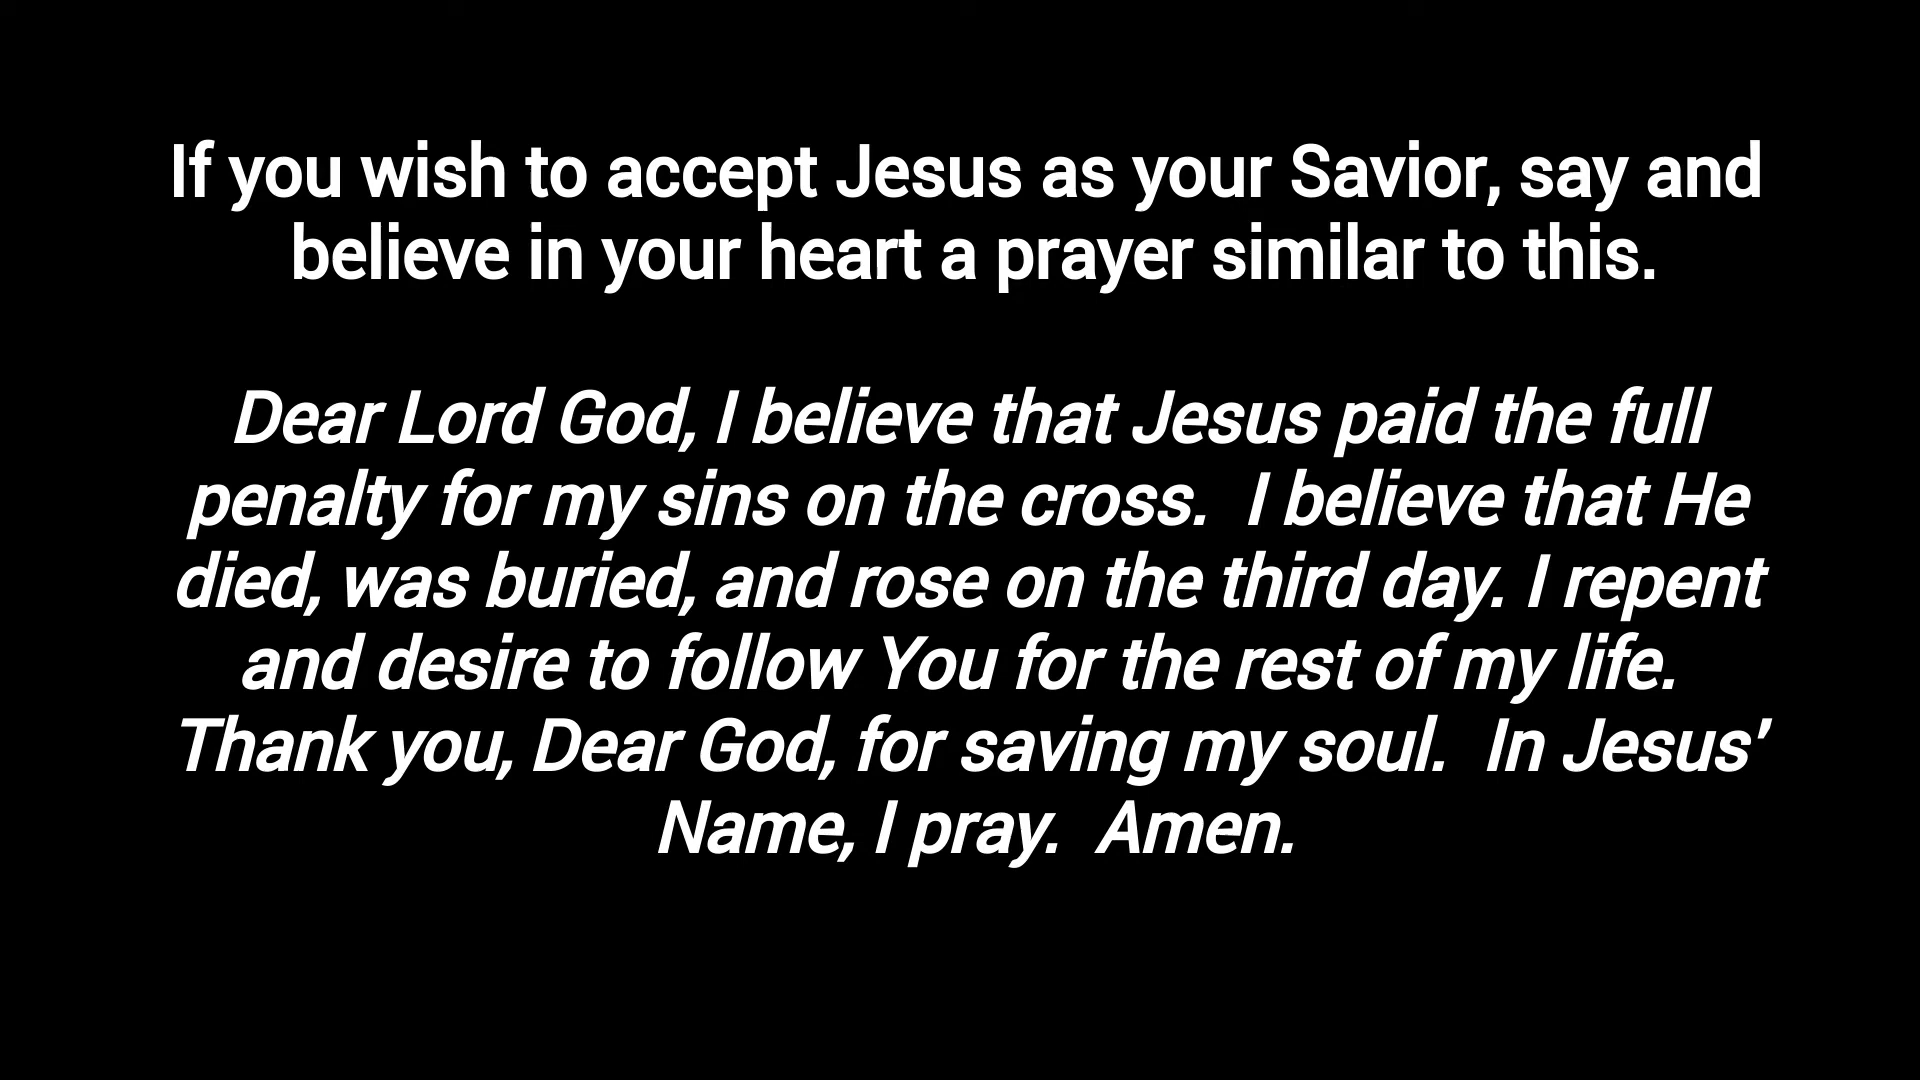 If you wish to accept Jesus as your Savior, say and
believe in your heart a prayer similar to this.
Dear Lord God, I believe that Jesus paid the full
penalty for my sins on the cross.  I believe that He
died, was buried, and rose on the third day. I repent
and desire to follow You for the rest of my life.
Thank you, Dear God, for saving my soul.  In Jesus'
Name, I pray.  Amen.